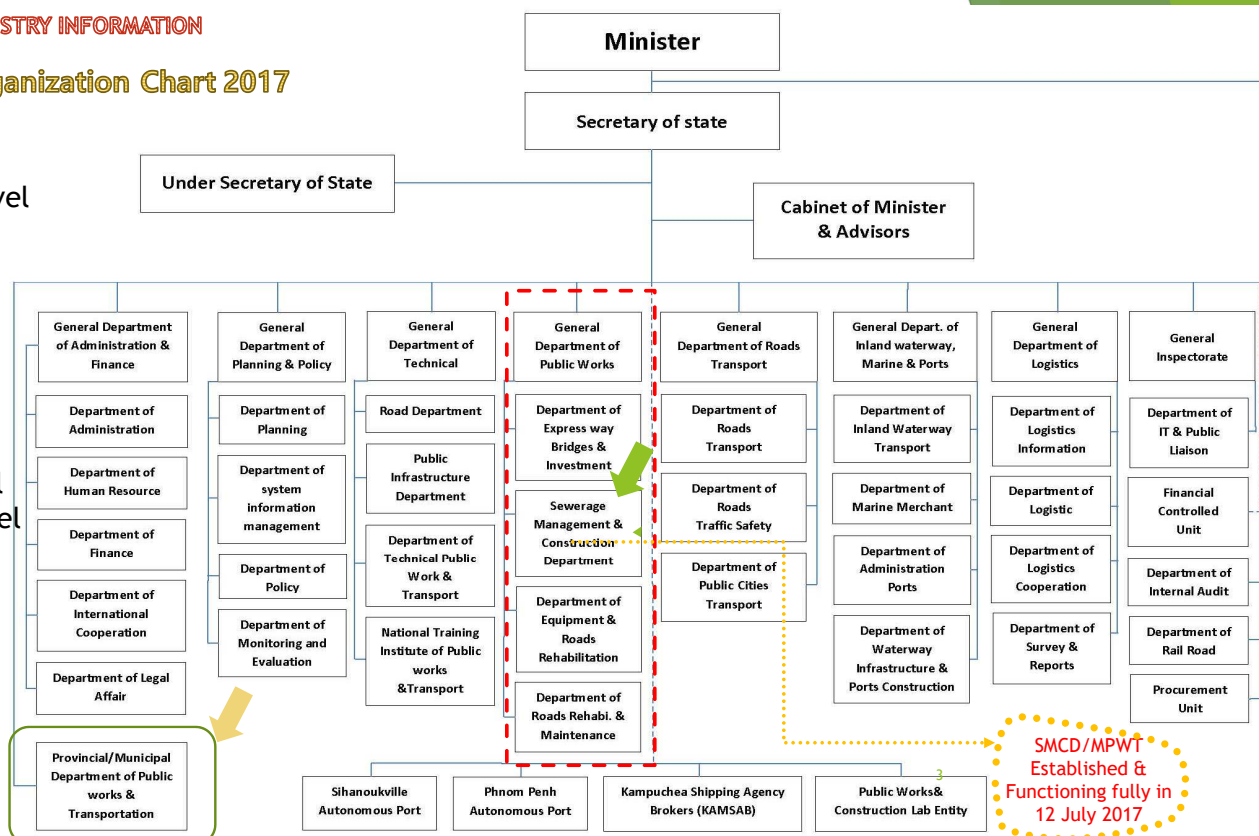 STRY INFORMATION
ganization Chart 2017
Minister
Secretary of state
Under Secretary of State
vel
Cabinet of Minister
& Advisors
General Department
of Administration &
Finance
Department of
Administration
Department of
Human Resource
Department of
Finance
Department of
International
Cooperation
Department of Legal
Affair
Provincial/Municipal
Department of Public
works &
Transportation
l
el
General
Department of
Planning & Policy
Department of
Planning
Department of
system
information
management
Department of
Policy
Department of
Monitoring and
Evaluation
General
Department of
Technical
Road Department
Public
Infrastructure
Department
Department of
Technical Public
Work &
Transport
National Training
Institute of Public
works
&Transport
General
Department of
Public Works
Department of
Express way
Bridges &
Investment
Sewerage
Management &
Construction
Department
Department of
Equipment &
Roads
Rehabilitation
Department of
Roads Rehabi. &
Maintenance
General
Department of Roads
Transport
Department of
Roads
Transport
Department of
Roads
Traffic Safety
Department of
Public Cities
Transport
General Depart. of
Inland waterway,
Marine & Ports
Department of
Inland Waterway
Transport
Department of
Marine Merchant
Department of
Administration
Ports
Department of
Waterway
Infrastructure &
Ports Construction
General
Department of
Logistics
Department of
Logistics
Information
Department of
Logistic
Department of
Logistics
Cooperation
Department of
Survey &
Reports
General
Inspectorate
Department of
IT & Public
Liaison
Financial
Controlled
Unit
Department of
Internal Audit
Department of
Rail Road
Procurement
Unit
Sihanoukville
Autonomous Port
Phnom Penh
Autonomous Port
Kampuchea Shipping Agency
Brokers (KAMSAB)
Public Works&
Construction Lab Entity
3
SMCD/MPWT
Established &
Functioning fully in
12 July 2017